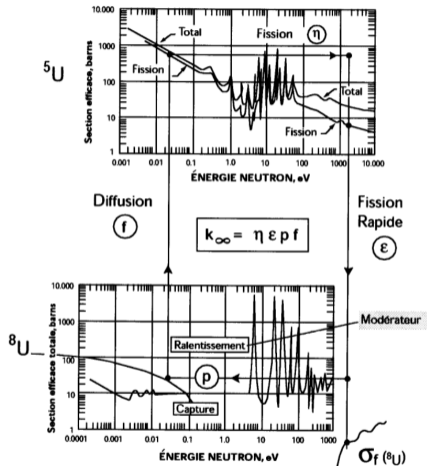 10.000
1000
100
10
1
Section efficace, barns
⁵U
Total
Fission
Fission
η
Total
Fission
0.001
0.01
0.1
1.0
10
100
1000
10.000
ÉNERGIE NEUTRON, eV
Diffusion
f
k∞ = η ε p f
Fission
Rapide
ε
10.000
1000
100
10
1
Section efficace totale, barns
⁸U
Ralentissement
Modérateur
p
Capture
0.0001
0.001
0.01
0.1
1.0
10
100
1000
ÉNERGIE NEUTRON, eV
σf (⁸U)